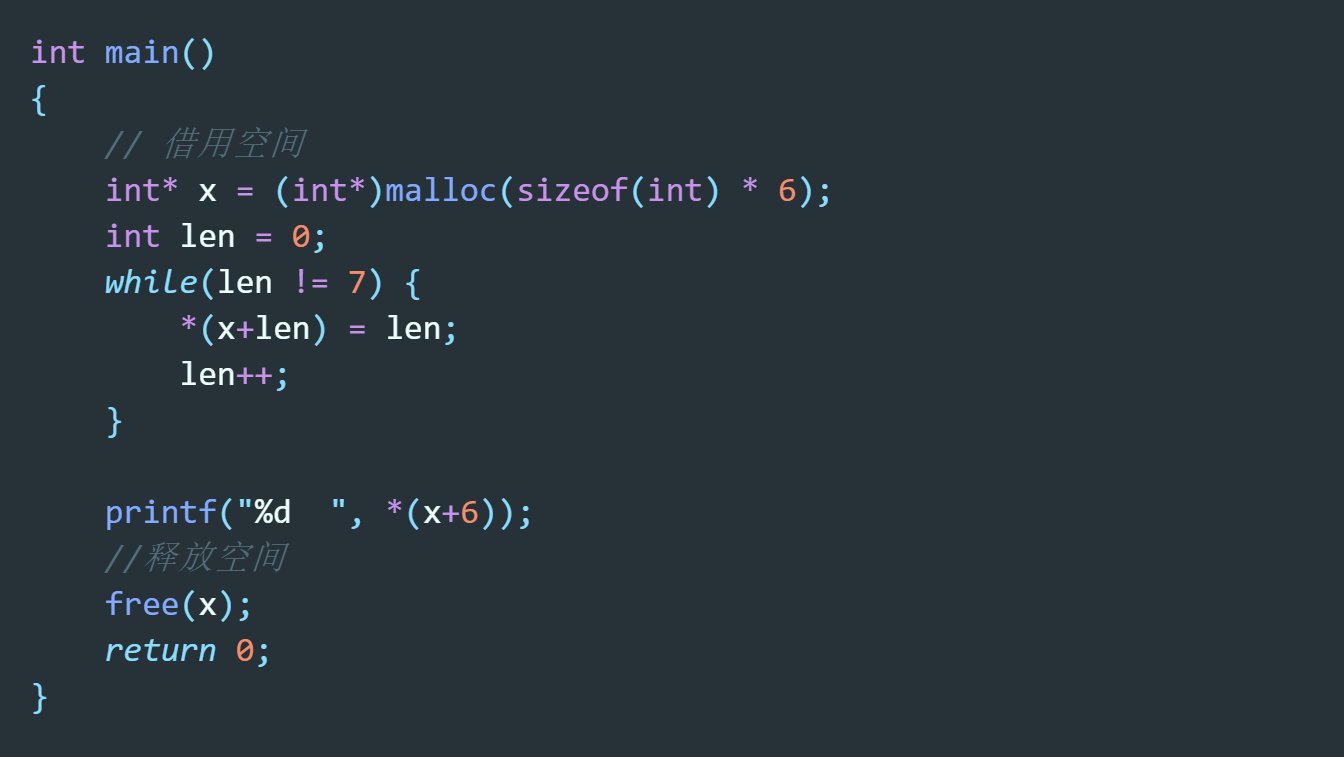 int main()
{
    // 借用空间
    int* x = (int*)malloc(sizeof(int) * 6);
    int len = 0;
    while(len != 7) {
        *(x+len) = len;
        len++;
    }
    printf("%d  ", *(x+6));
    //释放空间
    free(x);
    return 0;
}